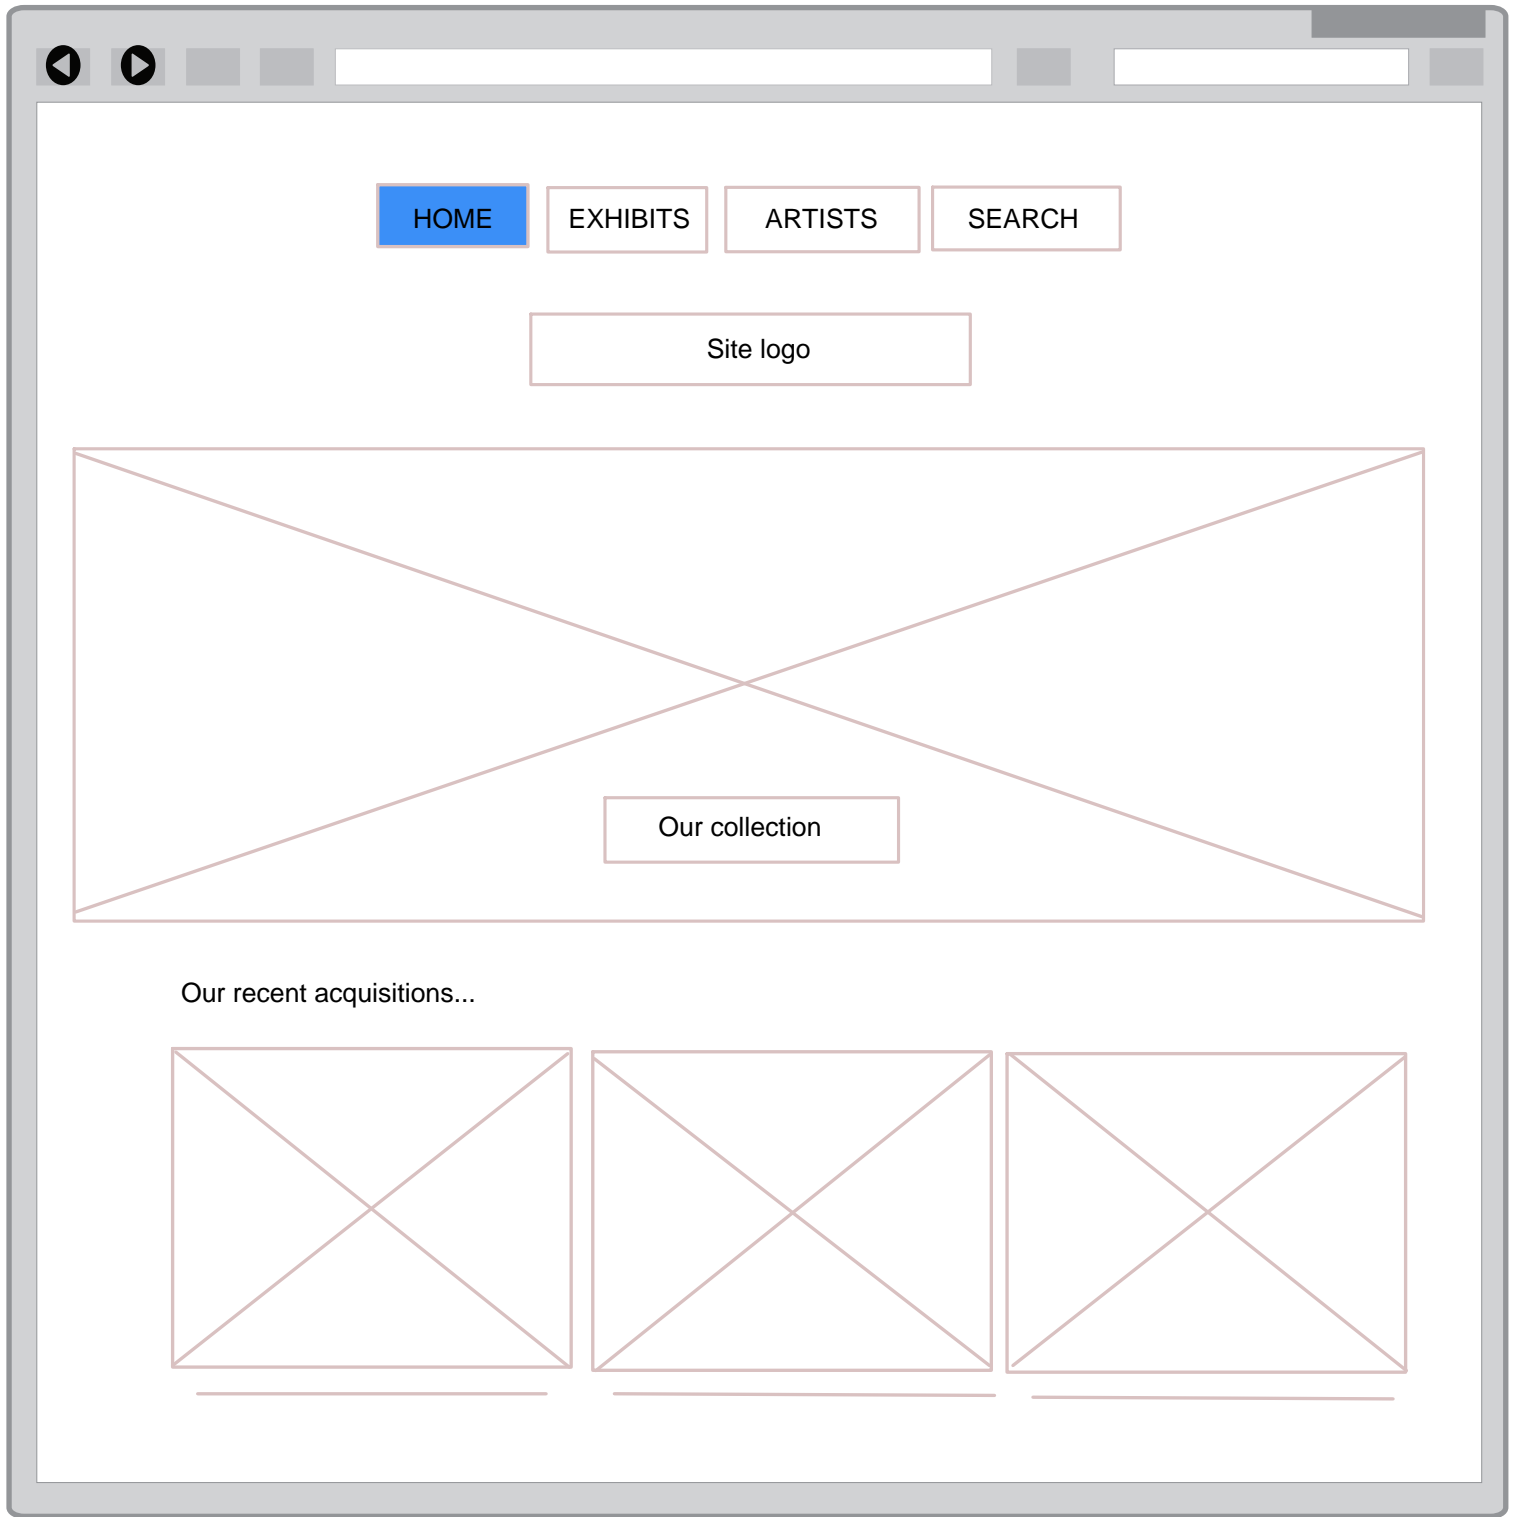 HOME
EXHIBITS
ARTISTS
SEARCH
Site logo
Our collection
Our recent acquisitions...